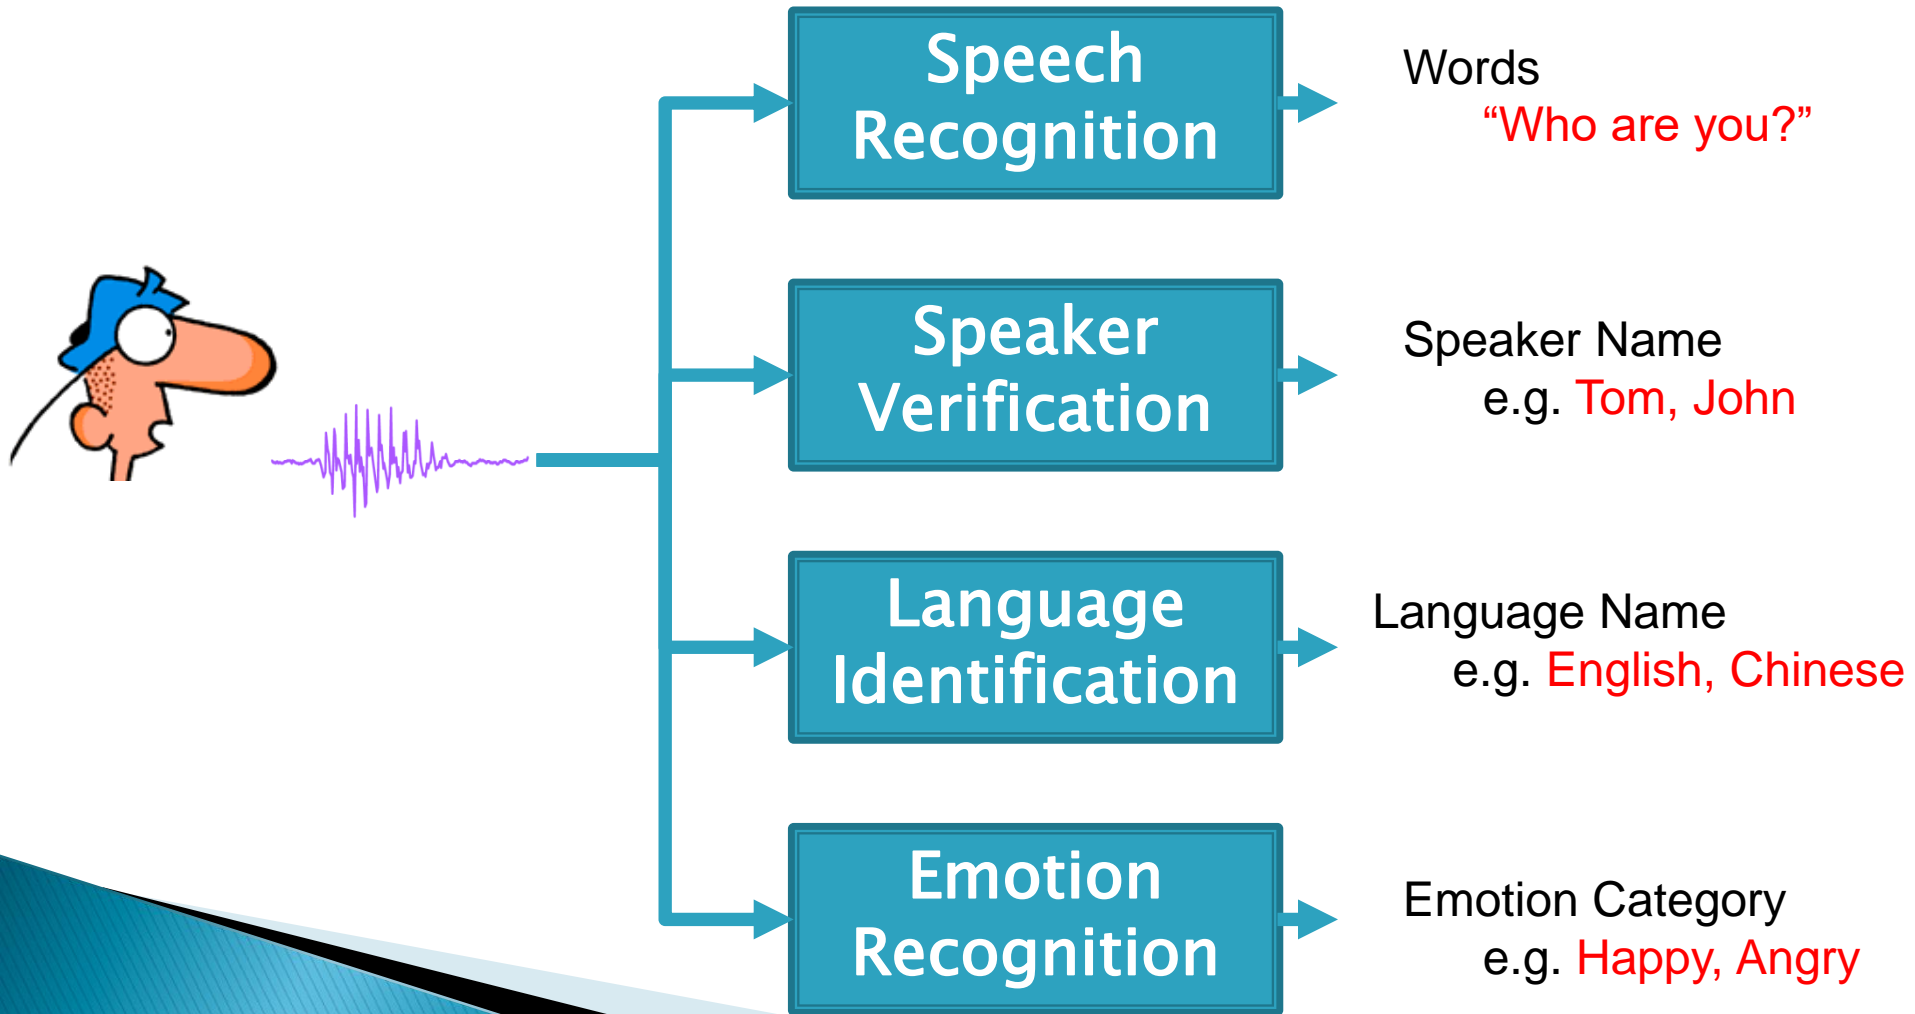 Speech
Recognition
Words
“Who are you?”
Speaker
Verification
Speaker Name
e.g. Tom, John
Language
Identification
Language Name
e.g. English, Chinese
Emotion
Recognition
Emotion Category
e.g. Happy, Angry